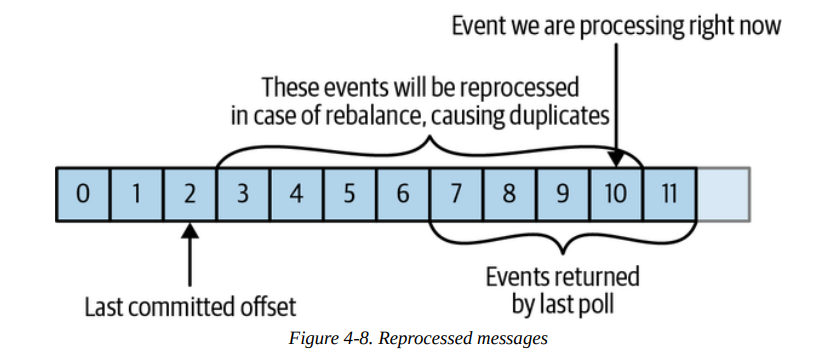 Event we are processing right now
These events will be reprocessed
in case of rebalance, causing duplicates
0 1 2 3 4 5 6 7 8 9 10 11
Last committed offset
Events returned
by last poll
Figure 4-8. Reprocessed messages